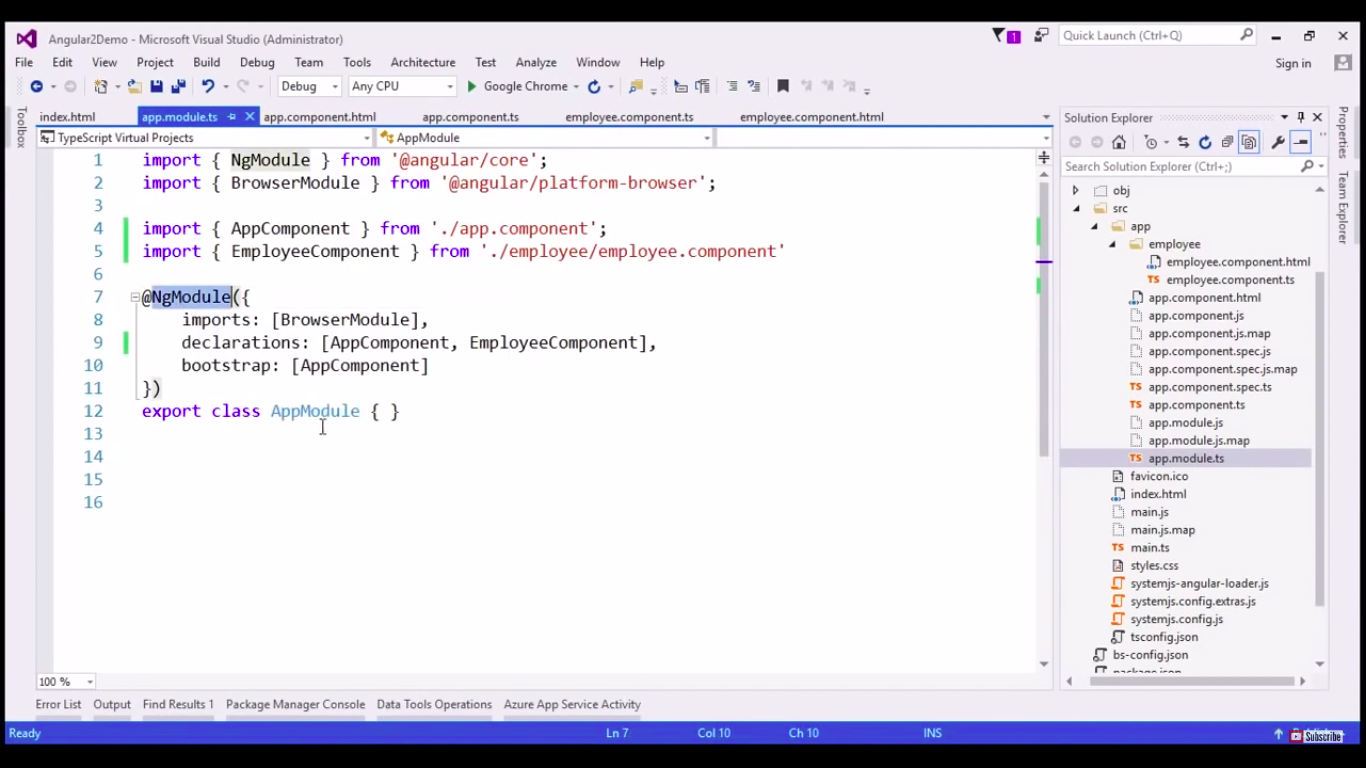 Angular2Demo - Microsoft Visual Studio (Administrator)
1
Quick Launch (Ctrl+Q)
File Edit View Project Build Debug Team Tools Architecture Test Analyze Window Help
Sign in
Debug Any CPU Google Chrome
Toolbox
index.html app.module.ts app.component.html app.component.ts employee.component.ts employee.component.html
TypeScript Virtual Projects AppModule
1 import { NgModule } from '@angular/core';
2 import { BrowserModule } from '@angular/platform-browser';
3
4 import { AppComponent } from './app.component';
5 import { EmployeeComponent } from './employee/employee.component'
6
7 @NgModule({
8 imports: [BrowserModule],
9 declarations: [AppComponent, EmployeeComponent],
10 bootstrap: [AppComponent]
11 })
12 export class AppModule { }
13
14
15
16
100 %
Solution Explorer
Search Solution Explorer (Ctrl+;)
obj
src
app
employee
employee.component.html
employee.component.ts
app.component.html
app.component.js
app.component.js.map
app.component.spec.js
app.component.spec.js.map
app.component.spec.ts
app.component.ts
app.module.js
app.module.js.map
app.module.ts
favicon.ico
index.html
main.js
main.js.map
main.ts
styles.css
systemjs-angular-loader.js
systemjs.config.extras.js
systemjs.config.js
tsconfig.json
bs-config.json
package.json
Properties
Team Explorer
Error List Output Find Results 1 Package Manager Console Data Tools Operations Azure App Service Activity
Ready Ln 7 Col 10 Ch 10 INS
Subscribe